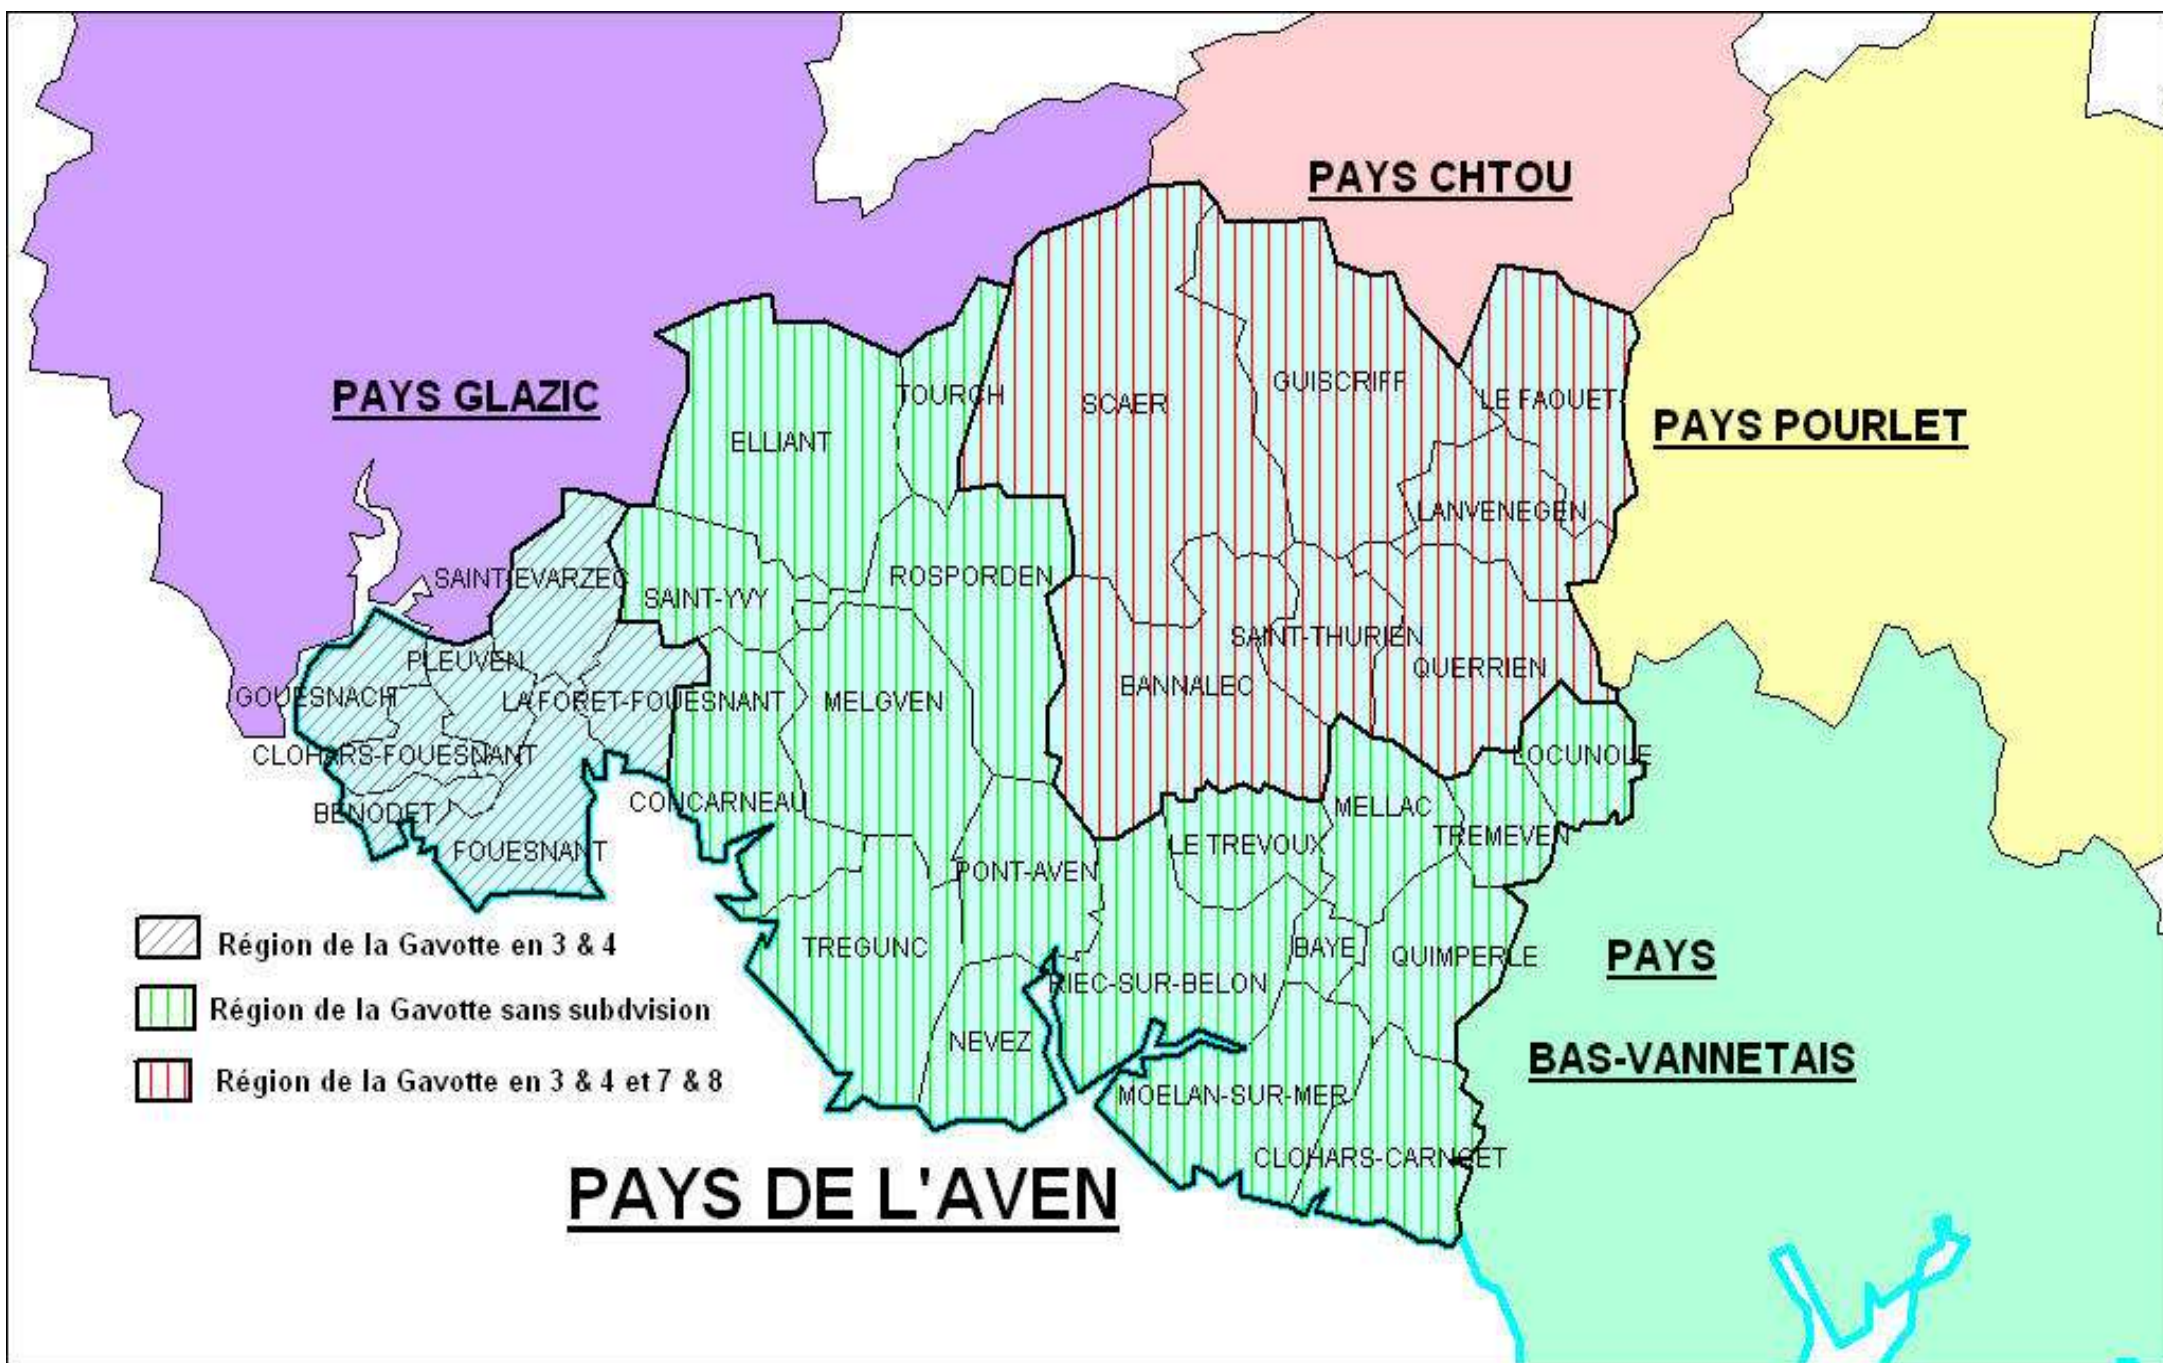 PAYS CHTOU
PAYS GLAZIC
PAYS POURLET
GUISCRIFF
TOURCH
SCAER
LE FAOUET
ELLIANT
LANVENEGEN
SAINT-EVARZEC
ROSPORDEN
SAINT-YVY
SAINT-THURIEN
PLEUVEN
QUERRIEN
GOUESNACH
LA FORET-FOUESNANT
MELGVEN
BANNALEC
CLOHARS-FOUESNANT
LOCUNOLE
BENODET
CONCARNEAU
MELLAC
TREMEVEN
FOUESNANT
LE TREVOUX
PONT-AVEN
Région de la Gavotte en 3 & 4
TREGUNC
BAYE
QUIMPERLE
PAYS
RIEC-SUR-BELON
Région de la Gavotte sans subdvision
NEVEZ
BAS-VANNETAIS
Région de la Gavotte en 3 & 4 et 7 & 8
MOELAN-SUR-MER
CLOHARS-CARNOET
PAYS DE L'AVEN